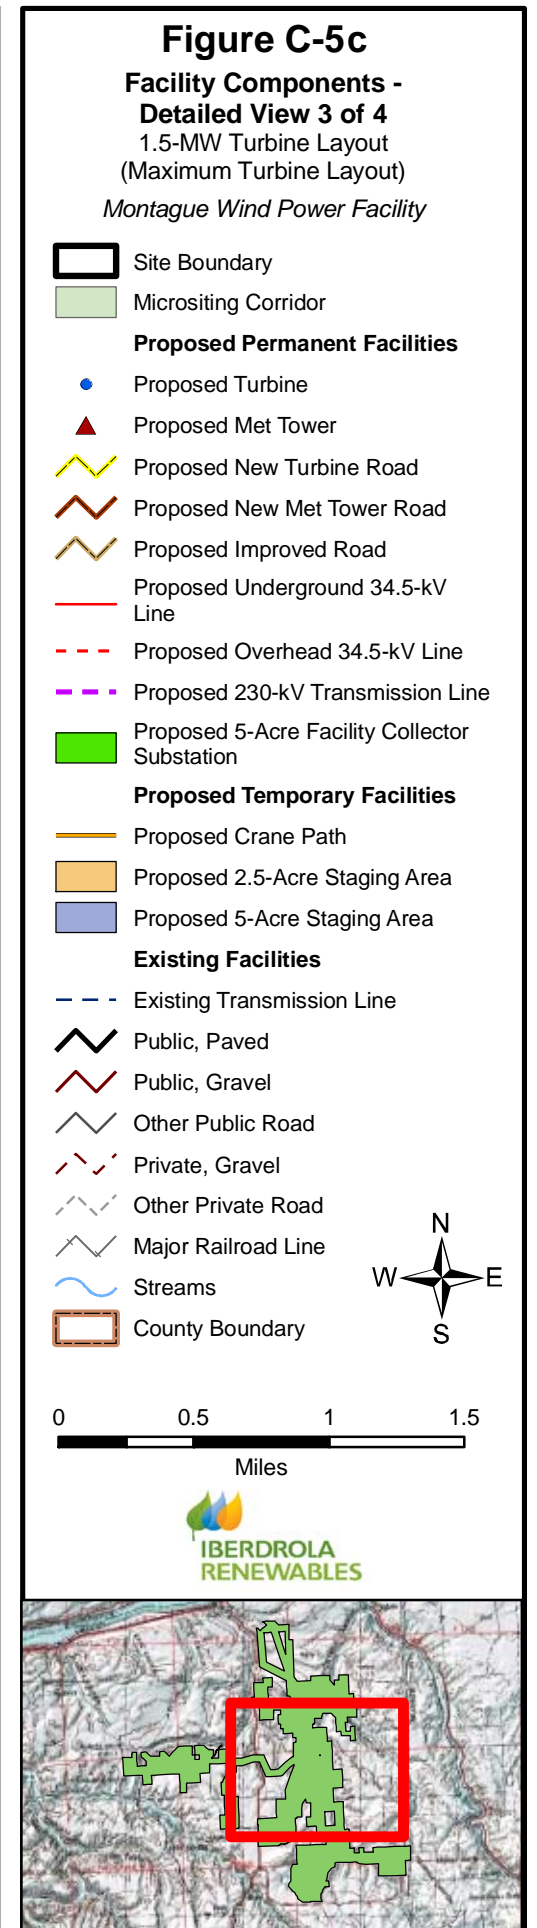 Figure C-5c
Facility Components -
Detailed View 3 of 4
1.5-MW Turbine Layout
(Maximum Turbine Layout)
Montague Wind Power Facility
Site Boundary
Micrositing Corridor
Proposed Permanent Facilities
Proposed Turbine
Proposed Met Tower
Proposed New Turbine Road
Proposed New Met Tower Road
Proposed Improved Road
Proposed Underground 34.5-kV
Line
Proposed Overhead 34.5-kV Line
Proposed 230-kV Transmission Line
Proposed 5-Acre Facility Collector
Substation
Proposed Temporary Facilities
Proposed Crane Path
Proposed 2.5-Acre Staging Area
Proposed 5-Acre Staging Area
Existing Facilities
Existing Transmission Line
Public, Paved
Public, Gravel
Other Public Road
Private, Gravel
Other Private Road
Major Railroad Line
Streams
County Boundary
N
W E
S
0 0.5 1 1.5
Miles
IBERDROLA
RENEWABLES